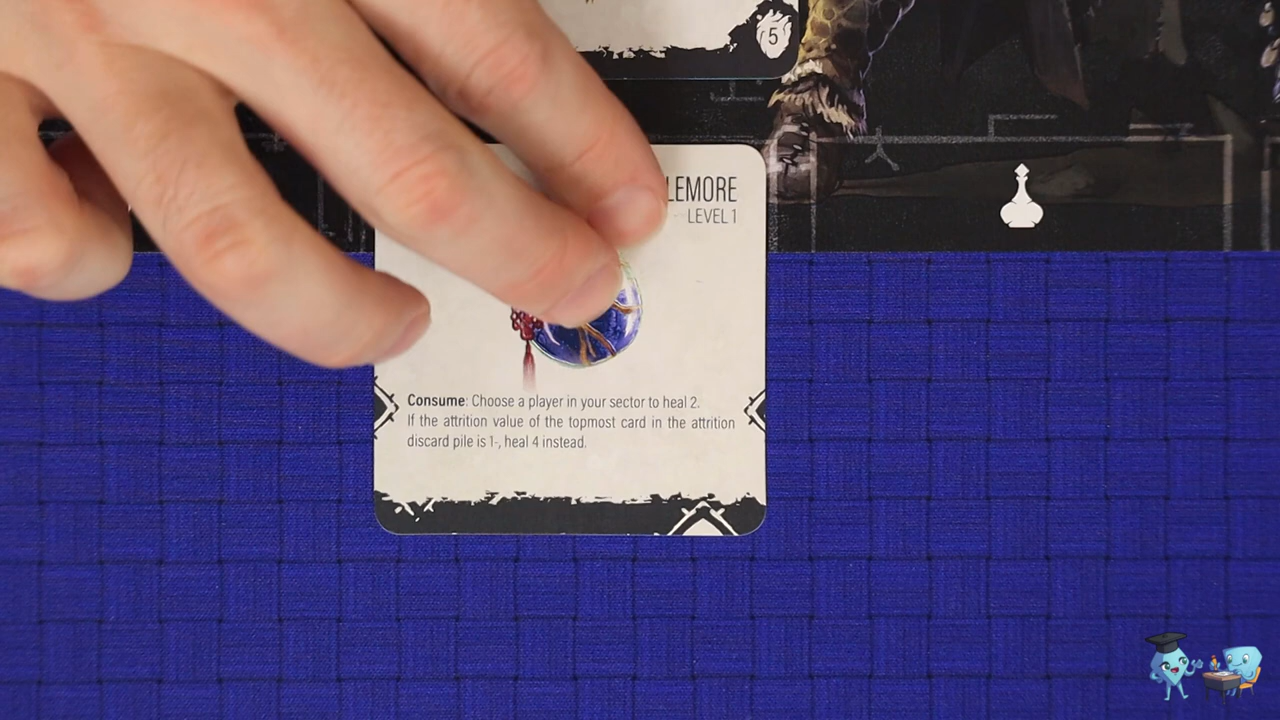 5
LEMORE
LEVEL 1
Consume: Choose a player in your sector to heal 2.
If the attrition value of the topmost card in the attrition
discard pile is 1-, heal 4 instead.